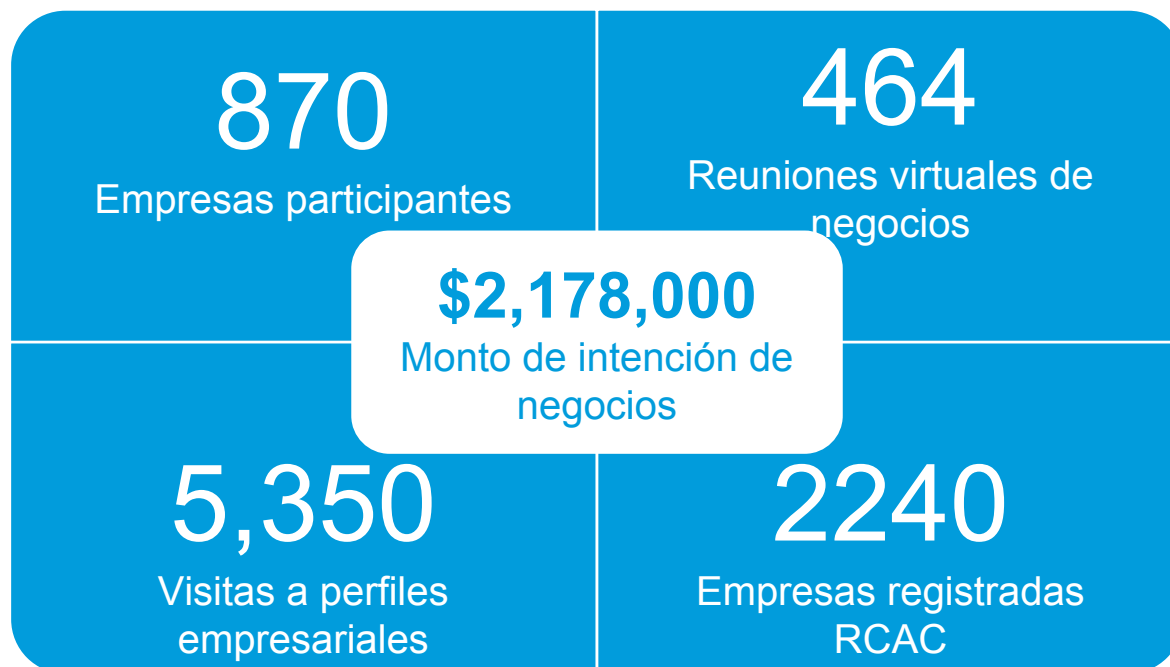 870
Empresas participantes
464
Reuniones virtuales de
negocios
$2,178,000
Monto de intención de
negocios
5,350
Visitas a perfiles
empresariales
2240
Empresas registradas
RCAC